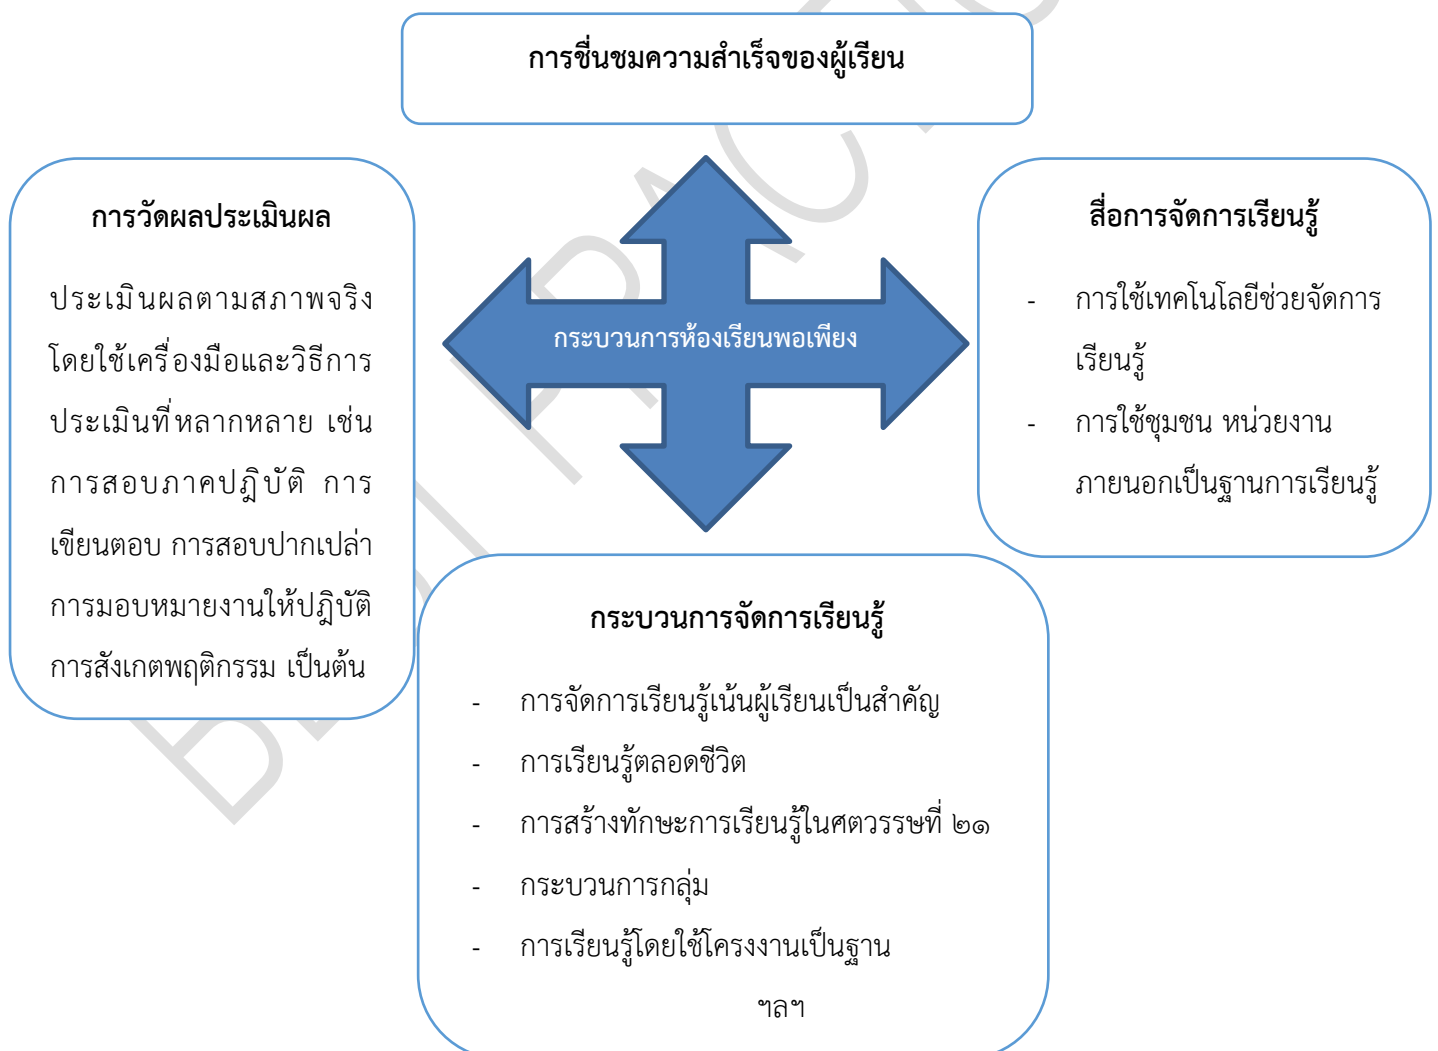 การชื่นชมความสำเร็จของผู้เรียน
การวัดผลประเมินผล
ประเมินผลตามสภาพจริง
โดยใช้เครื่องมือและวิธีการ
ประเมินที่หลากหลาย เช่น
การสอบภาคปฏิบัติ การ
เขียนตอบ การสอบปากเปล่า
การมอบหมายงานให้ปฏิบัติ
การสังเกตพฤติกรรม เป็นต้น
กระบวนการห้องเรียนพอเพียง
สื่อการจัดการเรียนรู้
- การใช้เทคโนโลยีช่วยจัดการ
เรียนรู้
- การใช้ชุมชน หน่วยงาน
ภายนอกเป็นฐานการเรียนรู้
กระบวนการจัดการเรียนรู้
- การจัดการเรียนรู้เน้นผู้เรียนเป็นสำคัญ
- การเรียนรู้ตลอดชีวิต
- การสร้างทักษะการเรียนรู้ในศตวรรษที่ ๒๑
- กระบวนการกลุ่ม
- การเรียนรู้โดยใช้โครงงานเป็นฐาน
ฯลฯ